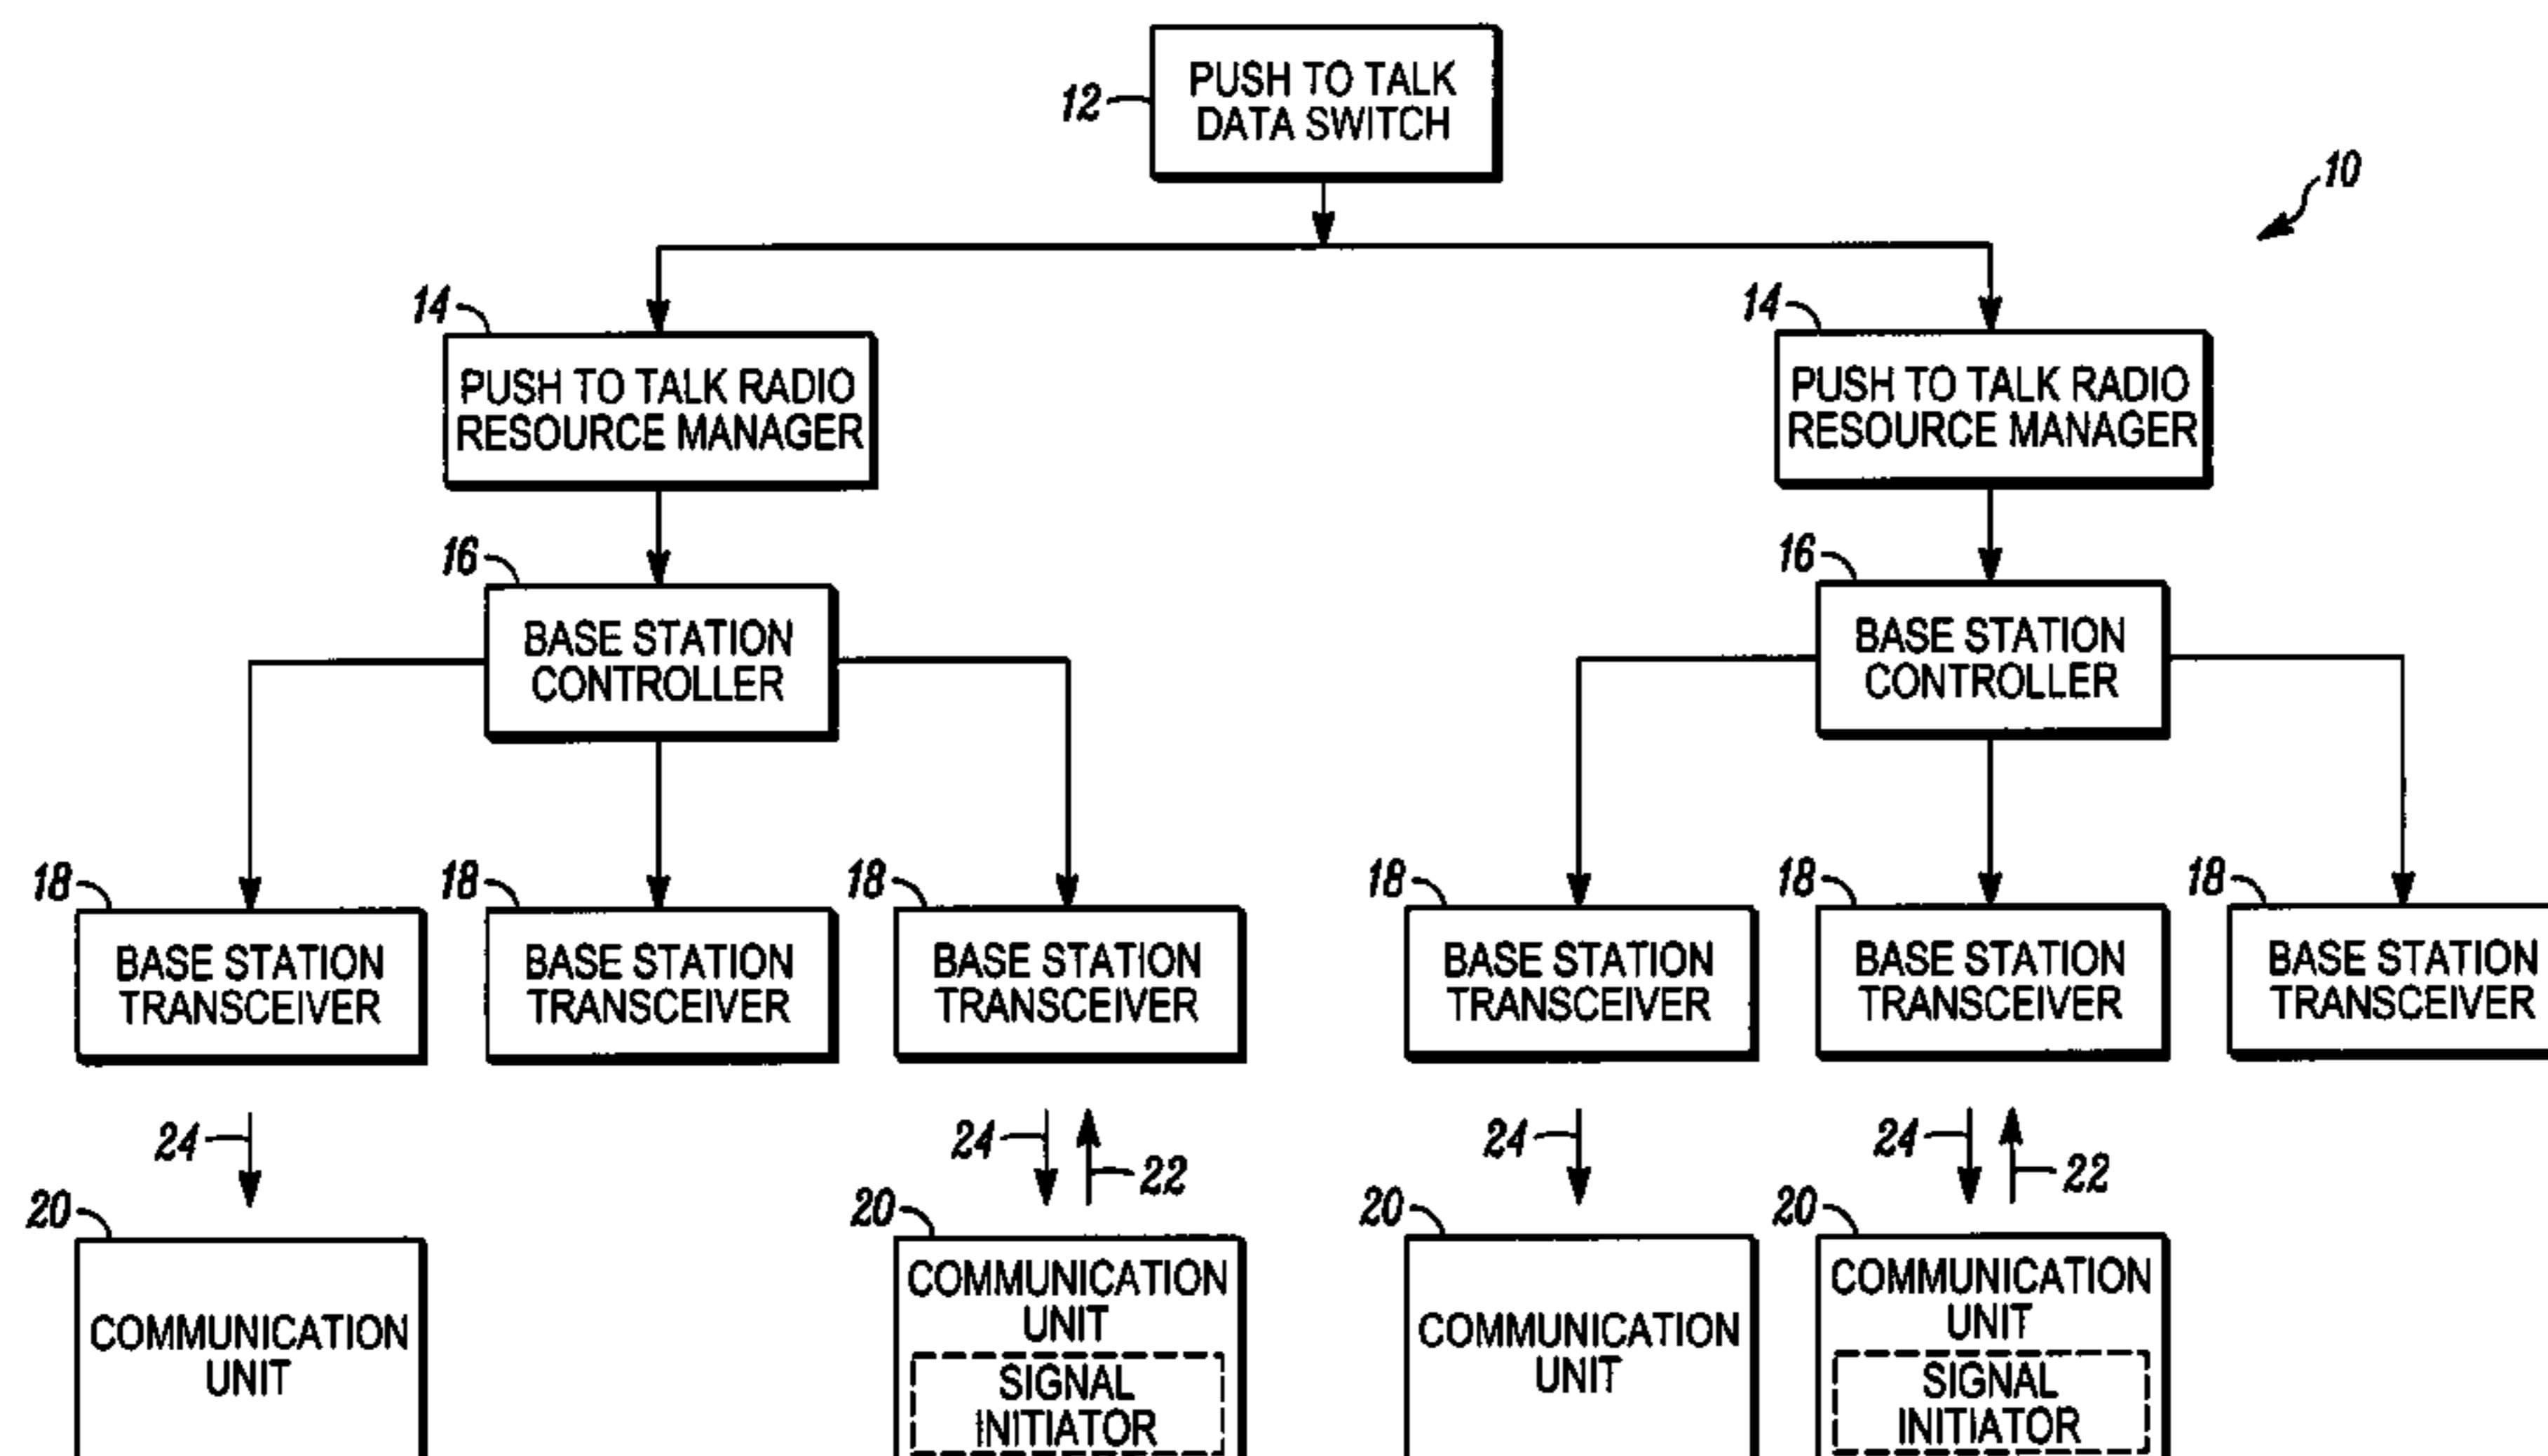 PUSH TO TALK
DATA SWITCH
12
10
14
14
PUSH TO TALK RADIO
RESOURCE MANAGER
PUSH TO TALK RADIO
RESOURCE MANAGER
16
16
BASE STATION
CONTROLLER
BASE STATION
CONTROLLER
18
18
18
18
18
18
BASE STATION
TRANSCEIVER
BASE STATION
TRANSCEIVER
BASE STATION
TRANSCEIVER
BASE STATION
TRANSCEIVER
BASE STATION
TRANSCEIVER
BASE STATION
TRANSCEIVER
24
24
22
24
24
22
20
20
20
20
COMMUNICATION
UNIT
COMMUNICATION
UNIT
SIGNAL
INITIATOR
COMMUNICATION
UNIT
COMMUNICATION
UNIT
SIGNAL
INITIATOR